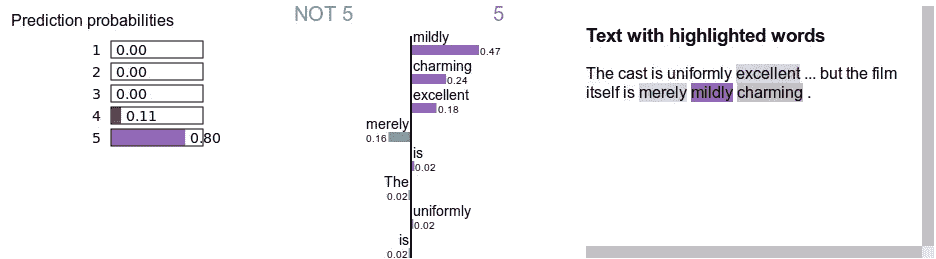 Prediction probabilities
1 0.00
2 0.00
3 0.00
4 0.11
5 0.80
NOT 5 5
mildly
0.47
charming
0.24
excellent
0.18
merely
0.16
is
0.02
The
0.02
uniformly
0.02
is
0.02
Text with highlighted words
The cast is uniformly excellent ... but the film
itself is merely mildly charming .